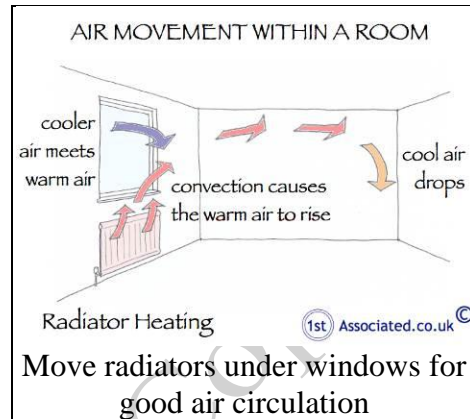 AIR MOVEMENT WITHIN A ROOM
cooler
air meets
warm air
convection causes
the warm air to rise
cool air
drops
Radiator Heating
1st Associated.co.uk ©
Move radiators under windows for
good air circulation